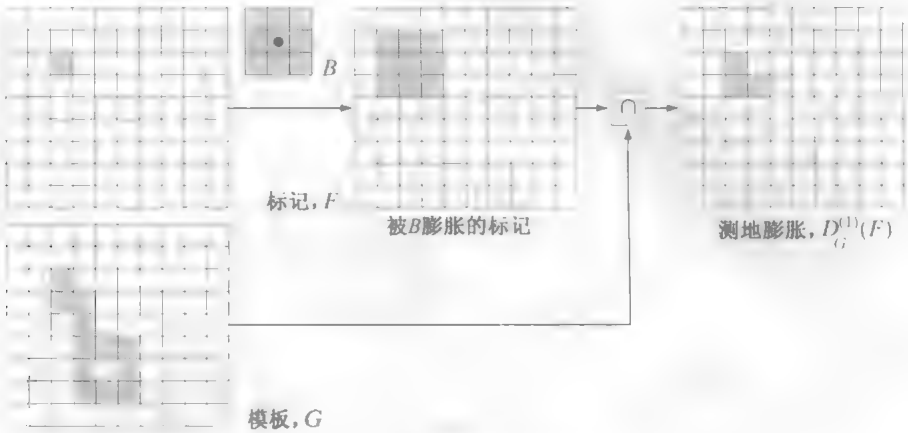 B
∩
标记, F
被B膨胀的标记
测地膨胀, D_G^{(1)}(F)
模板, G